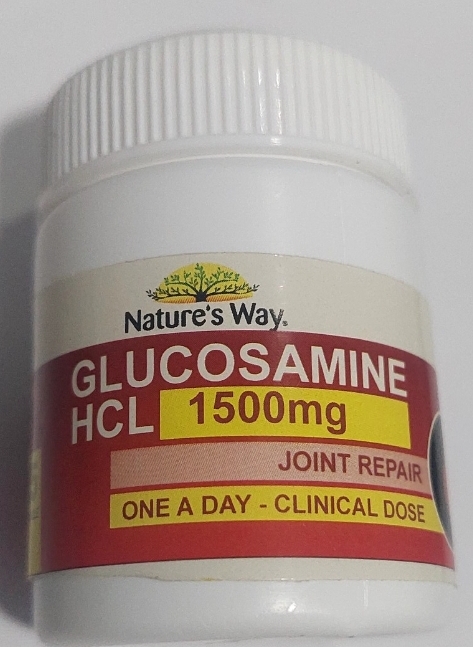 Nature's Way.
GLUCOSAMINE
HCL 1500mg
JOINT REPAIR
ONE A DAY - CLINICAL DOSE